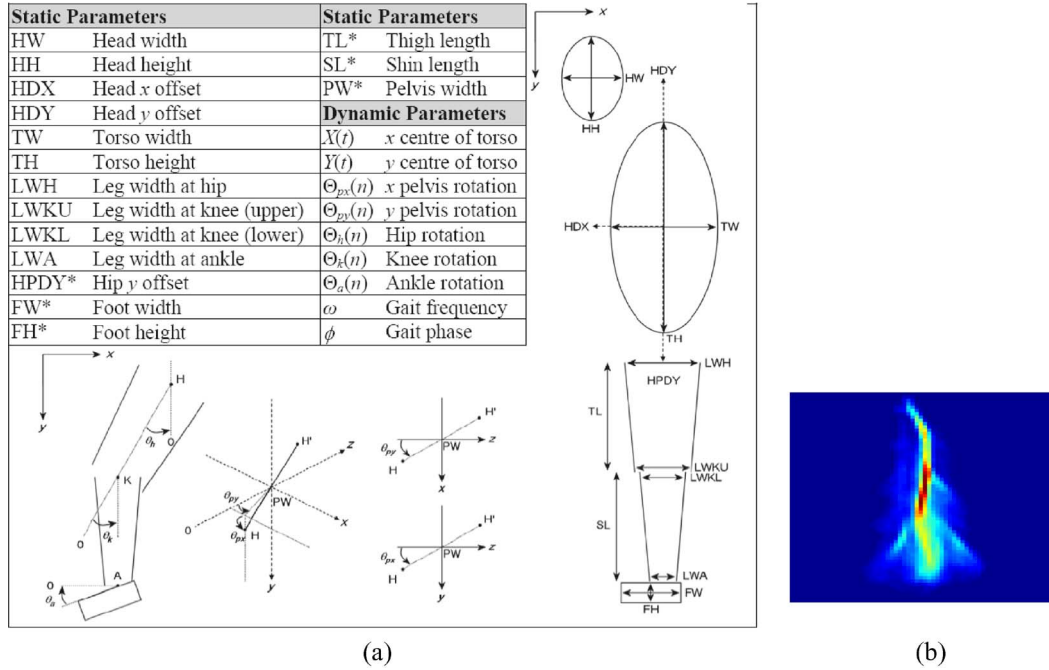 Static Parameters Static Parameters
HW Head width TL* Thigh length
HH Head height SL* Shin length
HDX Head x offset PW* Pelvis width
HDY Head y offset Dynamic Parameters
TW Torso width X(t) x centre of torso
TH Torso height Y(t) y centre of torso
LWH Leg width at hip Θpx(n) x pelvis rotation
LWKU Leg width at knee (upper) Θpy(n) y pelvis rotation
LWKL Leg width at knee (lower) Θh(n) Hip rotation
LWA Leg width at ankle Θk(n) Knee rotation
HPDY* Hip y offset Θa(n) Ankle rotation
FW* Foot width ω Gait frequency
FH* Foot height ϕ Gait phase
x
y
HW
HH
HDY
HDX
TW
TH
LWH
HPDY
TL
LWKU
LWKL
SL
LWA
FW
FH
x
y
H
θh
0
K
0
θk
0
A
θa
H'
z
PW
θpy
0
θpx
H
x
y
H'
θpy
PW
z
H
x
H'
θpx
PW
z
H
y
(a)
(b)